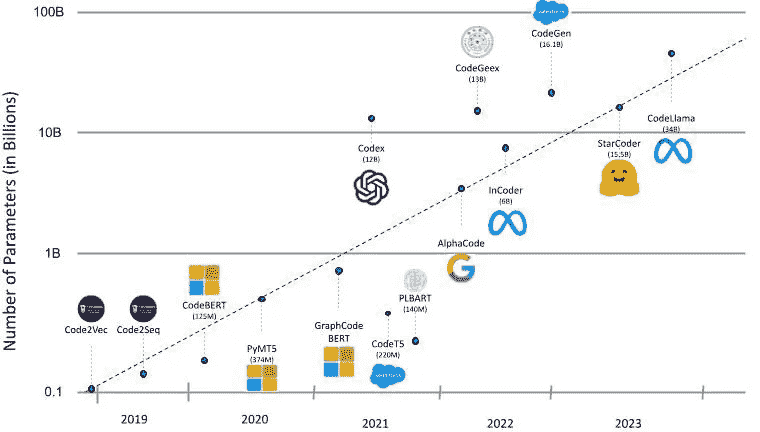 100B
CodeGen
(16.1B)
CodeGeex
(13B)
CodeLlama
(34B)
10B
Codex
(12B)
StarCoder
(15.5B)
InCoder
(6B)
AlphaCode
1B
Number of Parameters (in Billions)
PLBART
(140M)
CodeBERT
(125M)
Code2Vec
Code2Seq
GraphCode
BERT
PyMT5
(374M)
CodeT5
(220M)
0.1
2019
2020
2021
2022
2023